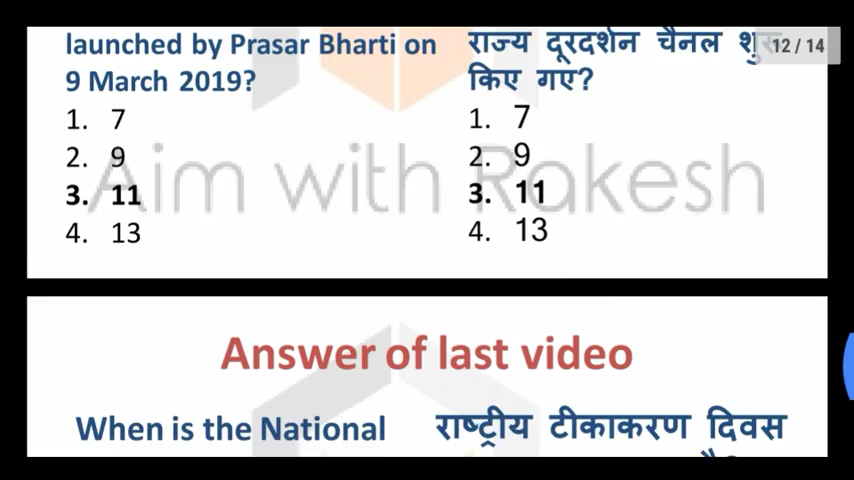 launched by Prasar Bharti on
9 March 2019?
1. 7
2. 9
3. 11
4. 13
राज्य दूरदर्शन चैनल शुरू
किए गए?
1. 7
2. 9
3. 11
4. 13
12 / 14
Aim with Rakesh
Answer of last video
When is the National
राष्ट्रीय टीकाकरण दिवस